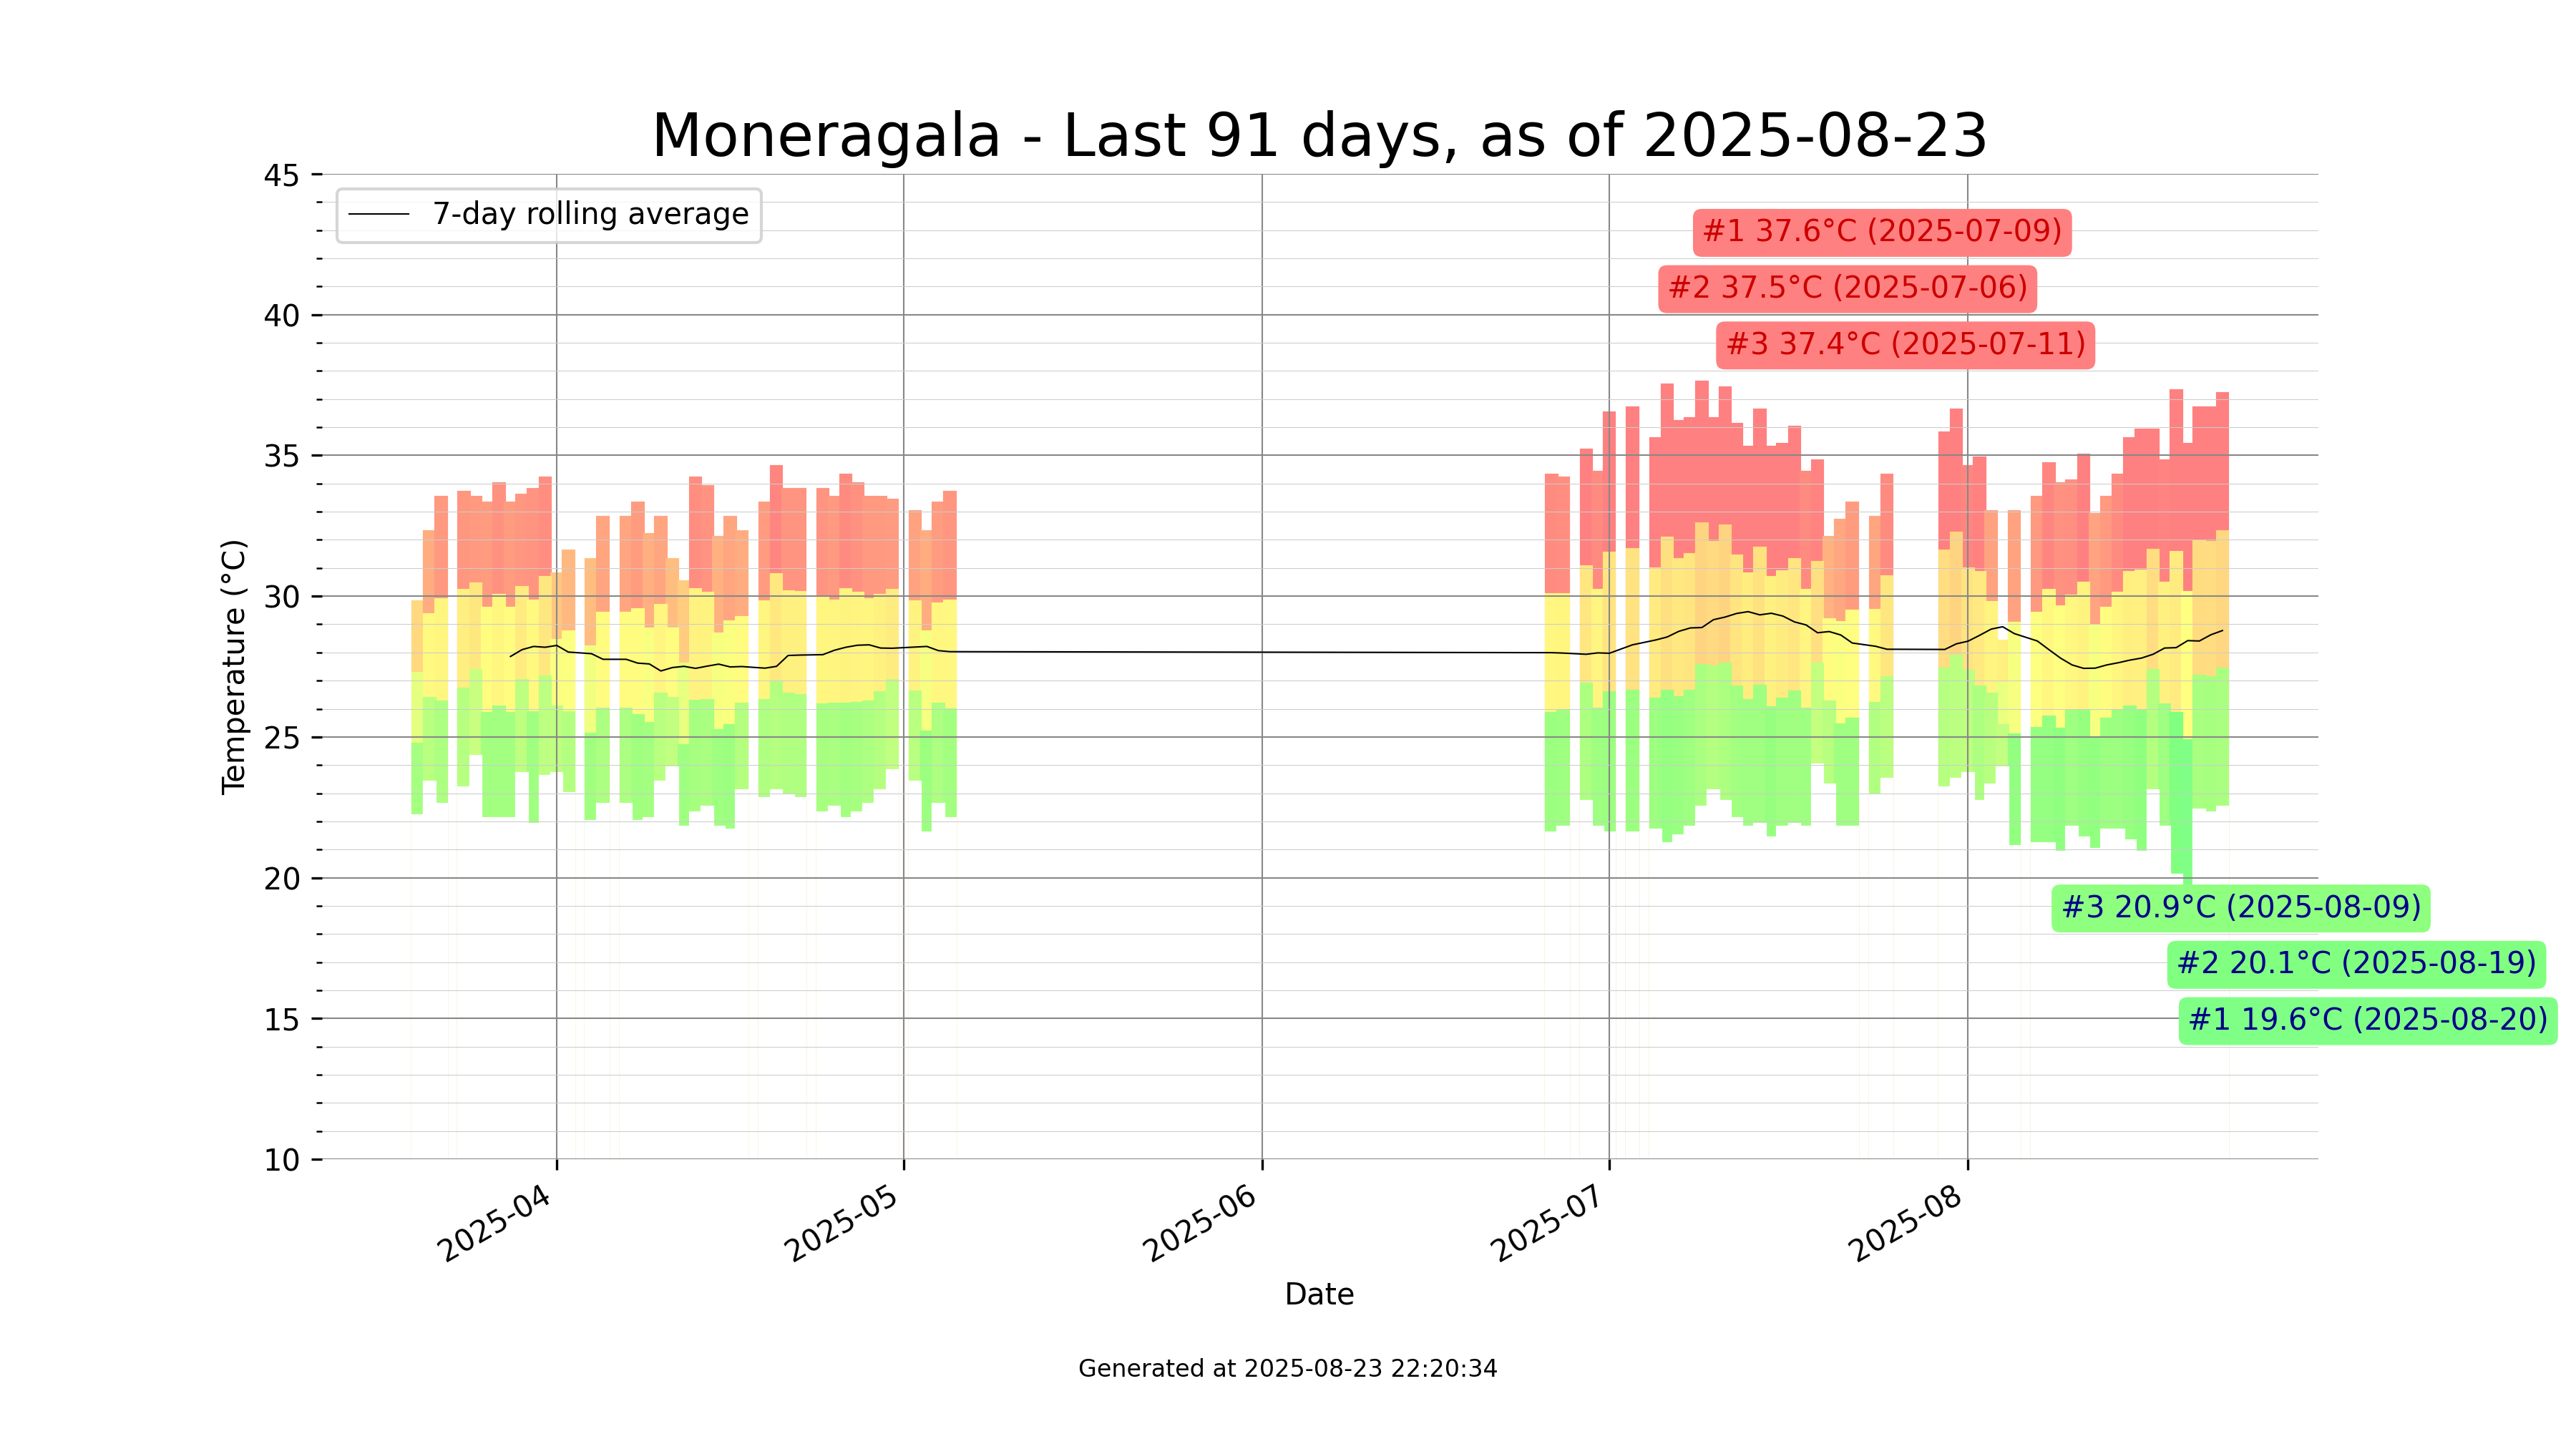 Moneragala - Last 91 days, as of 2025-08-23
7-day rolling average
#1 37.6°C (2025-07-09)
#2 37.5°C (2025-07-06)
#3 37.4°C (2025-07-11)
45
40
35
30
25
20
15
10
Temperature (°C)
#3 20.9°C (2025-08-09)
#2 20.1°C (2025-08-19)
#1 19.6°C (2025-08-20)
2025-04
2025-05
2025-06
2025-07
2025-08
Date
Generated at 2025-08-23 22:20:34